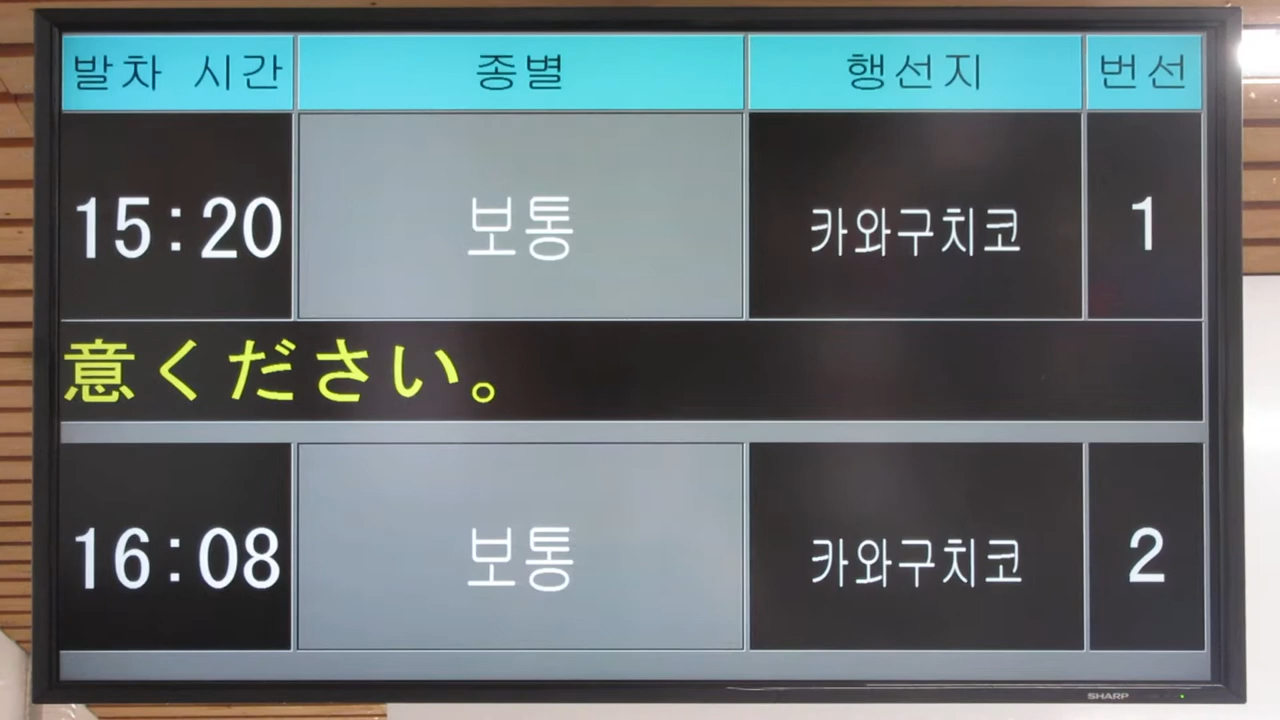 발차 시간 종별 행선지 번선
15:20 보통 카와구치코 1
意ください。
16:08 보통 카와구치코 2
SHARP